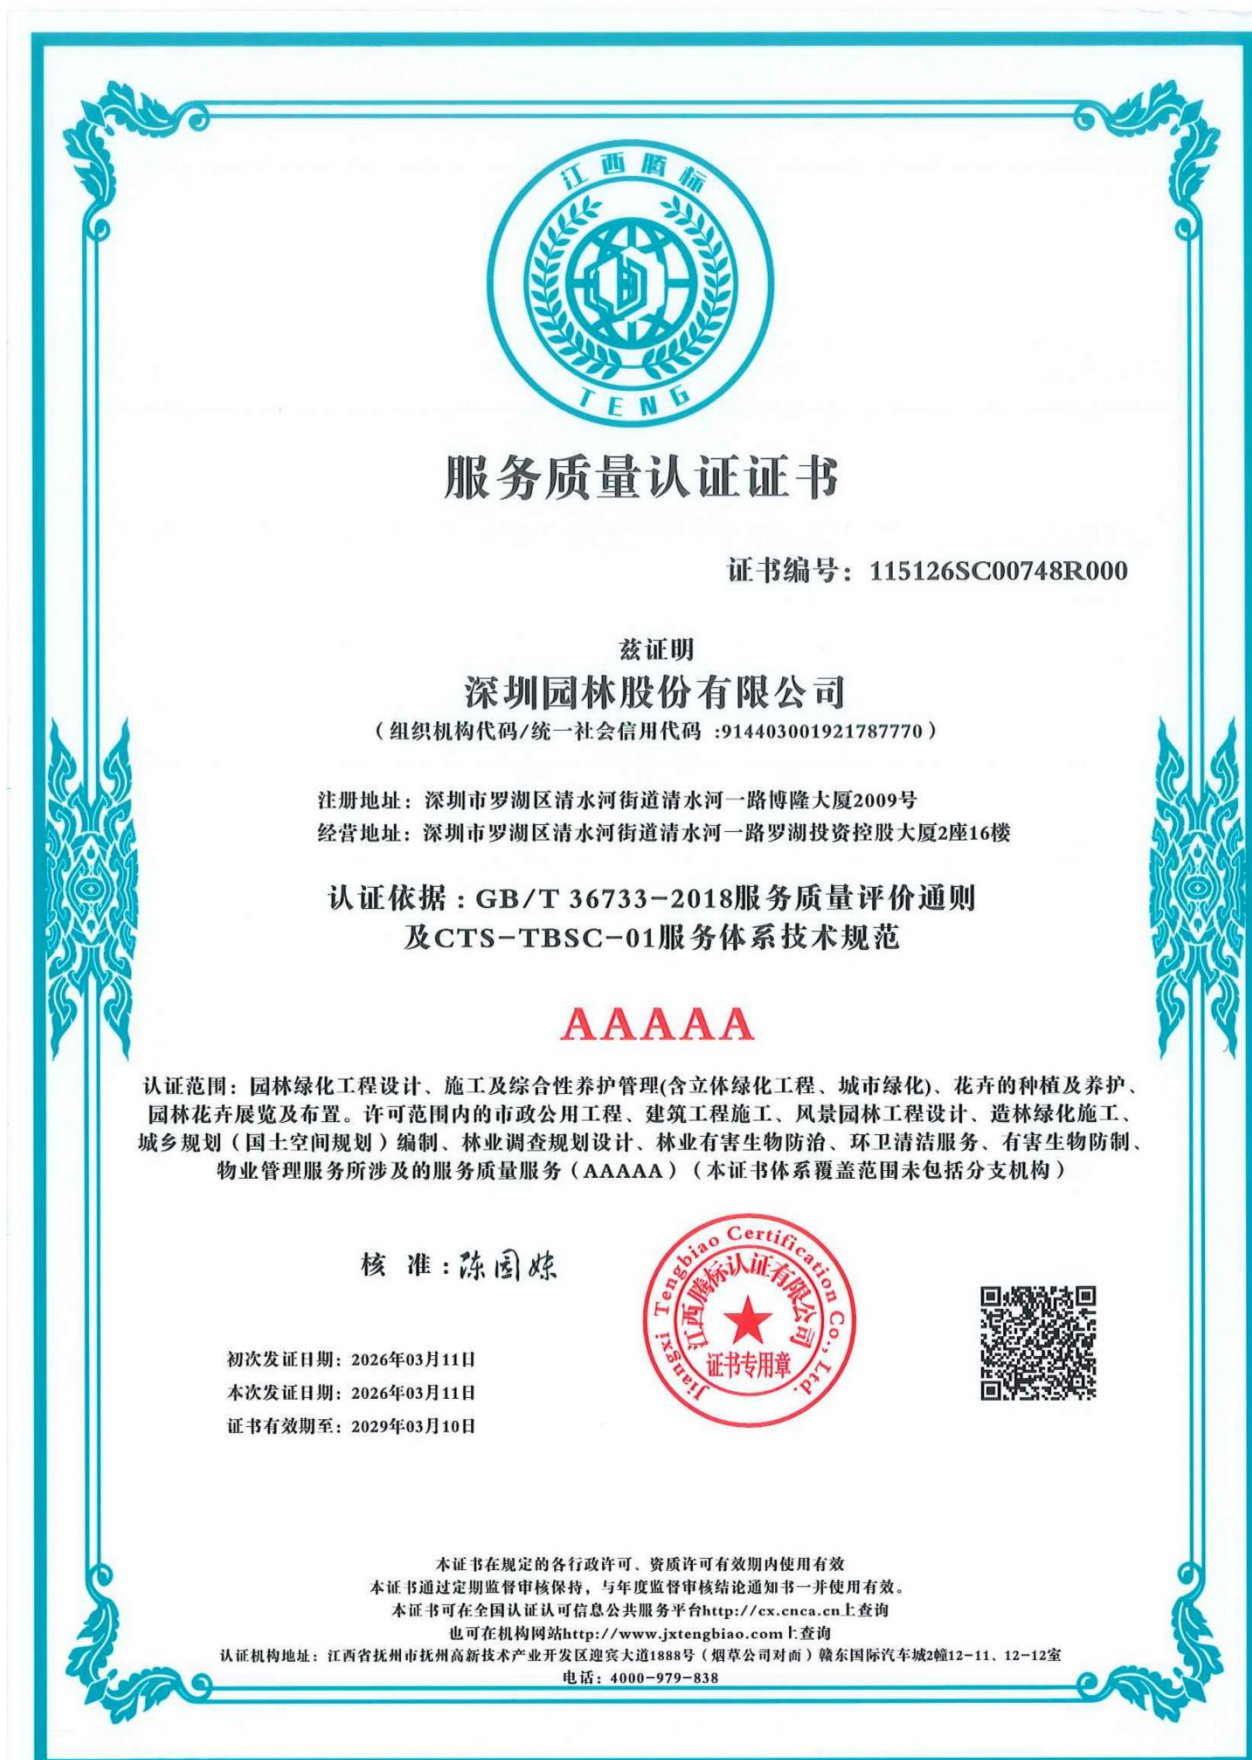 江西腾标
TENG
服务质量认证证书
证书编号：115126SC00748R000
兹证明
深圳园林股份有限公司
（组织机构代码/统一社会信用代码 :914403001921787770）
注册地址：深圳市罗湖区清水河街道清水河一路博隆大厦2009号
经营地址：深圳市罗湖区清水河街道清水河一路罗湖投资控股大厦2座16楼
认证依据：GB/T 36733-2018服务质量评价通则
及CTS-TBSC-01服务体系技术规范
AAAAA
认证范围：园林绿化工程设计、施工及综合性养护管理(含立体绿化工程、城市绿化)、花卉的种植及养护、
园林花卉展览及布置。许可范围内的市政公用工程、建筑工程施工、风景园林工程设计、造林绿化施工、
城乡规划（国土空间规划）编制、林业调查规划设计、林业有害生物防治、环卫清洁服务、有害生物防制、
物业管理服务所涉及的服务质量服务（AAAAA）（本证书体系覆盖范围未包括分支机构）
核 准：陈
Jiangxi Tengbiao Certification Co., Ltd.
江西腾标认证有限公司
证书专用章
初次发证日期：2026年03月11日
本次发证日期：2026年03月11日
证书有效期至：2029年03月10日
本证书在规定的各行政许可、资质许可有效期内使用有效
本证书通过定期监督审核保持，与年度监督审核结论通知书一并使用有效。
本证书可在全国认证认可信息公共服务平台http://cx.cnca.cn上查询
也可在机构网站http://www.jxtengbiao.com上查询
认证机构地址：江西省抚州市抚州高新技术产业开发区迎宾大道1888号（烟草公司对面）赣东国际汽车城2幢12-11、12-12室
电话：4000-979-838